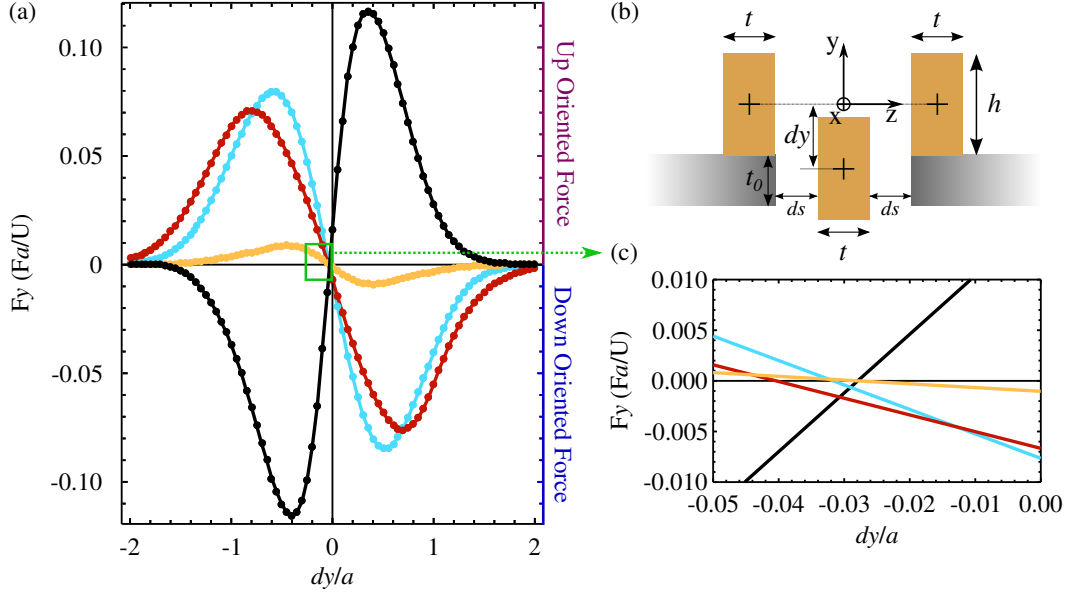 (a)
0.10
0.05
0
-0.05
-0.10
Fy (Fa/U)
-2
-1
0
1
2
dy/a
Up Oriented Force
Down Oriented Force
(b)
t
t
y
x
z
h
dy
t0
ds
ds
t
(c)
0.010
0.005
0.000
-0.005
-0.010
Fy (Fa/U)
-0.05
-0.04
-0.03
-0.02
-0.01
0.00
dy/a